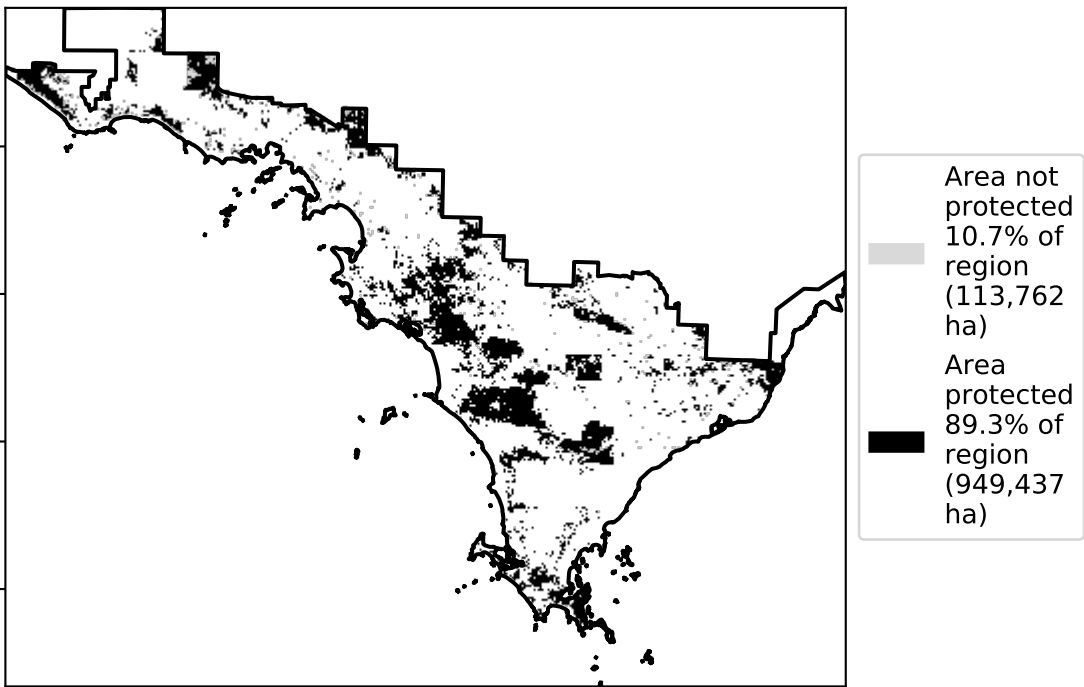 Area not
protected
10.7% of
region
(113,762
ha)
Area
protected
89.3% of
region
(949,437
ha)